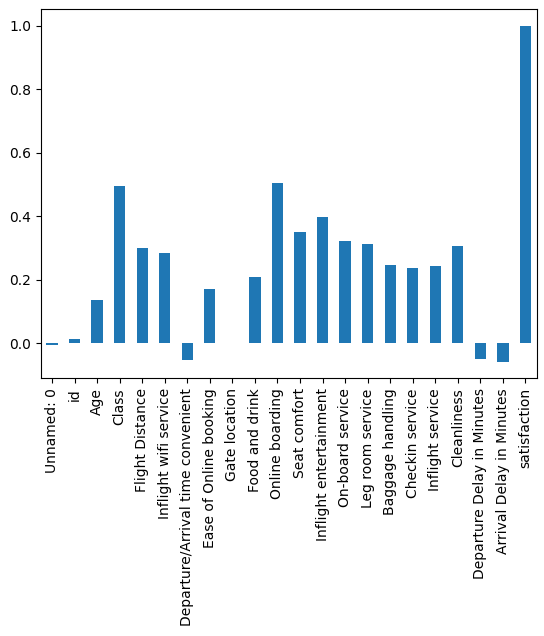 1.0
0.8
0.6
0.4
0.2
0.0
Unnamed: 0
id
Age
Class
Flight Distance
Inflight wifi service
Departure/Arrival time convenient
Ease of Online booking
Gate location
Food and drink
Online boarding
Seat comfort
Inflight entertainment
On-board service
Leg room service
Baggage handling
Checkin service
Inflight service
Cleanliness
Departure Delay in Minutes
Arrival Delay in Minutes
satisfaction